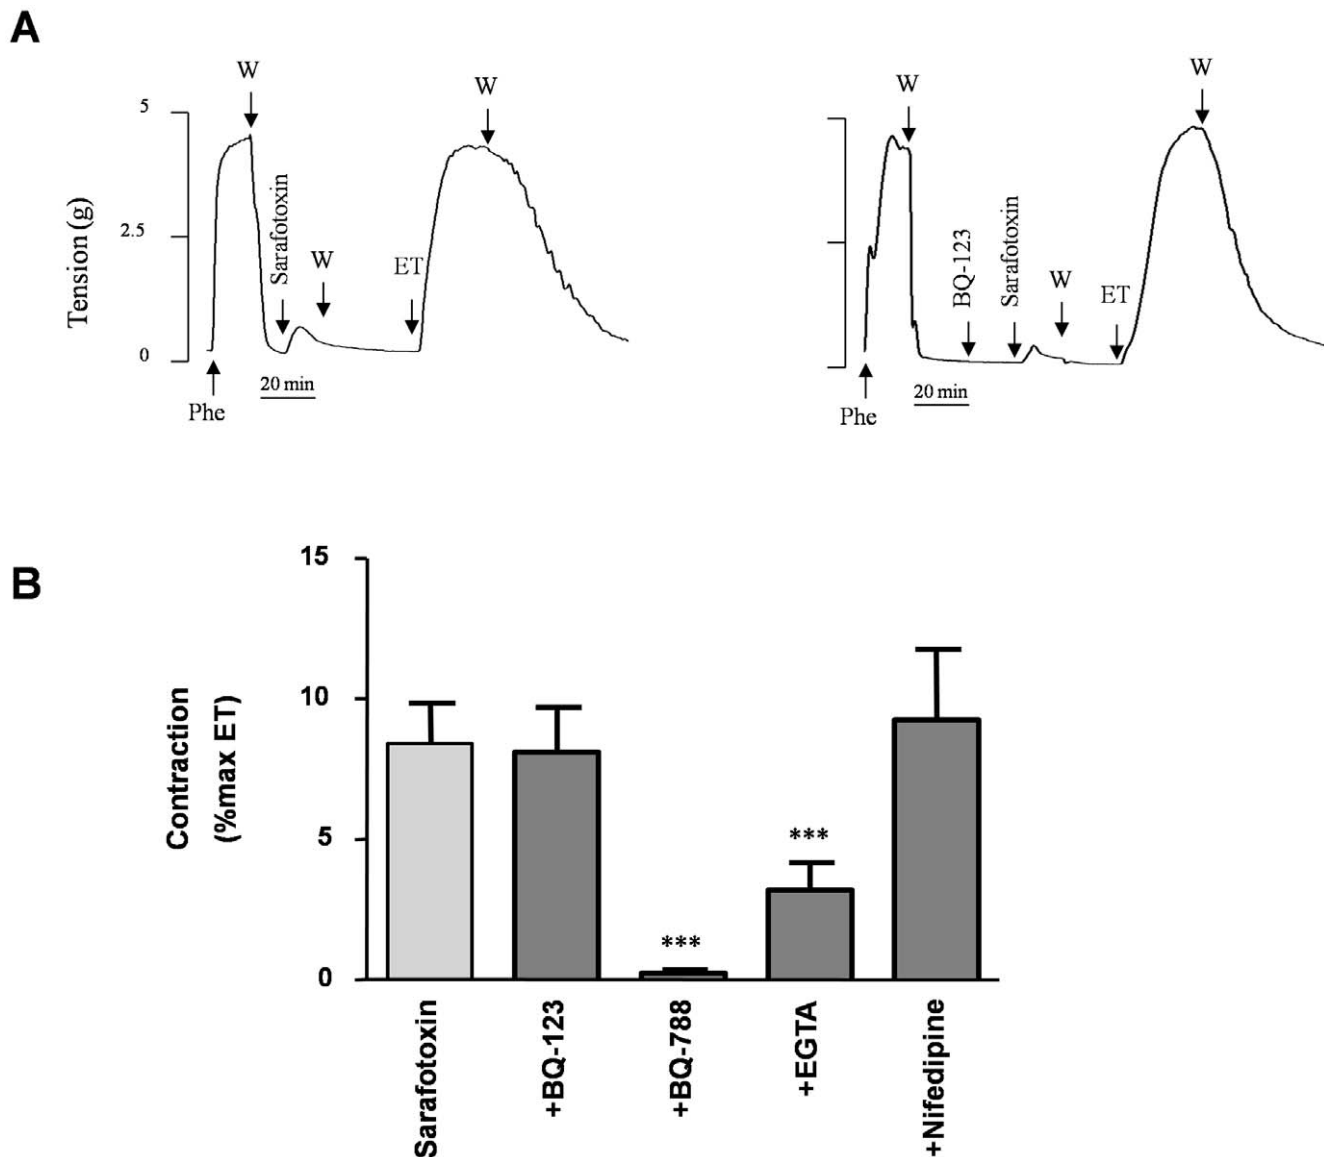 A
W
W
5
Sarafotoxin
W
ET
2.5
Tension (g)
0
20 min
Phe
W
W
BQ-123
Sarafotoxin
W
ET
20 min
Phe
B
15
10
5
0
Contraction
(%max ET)
***
***
Sarafotoxin
+BQ-123
+BQ-788
+EGTA
+Nifedipine